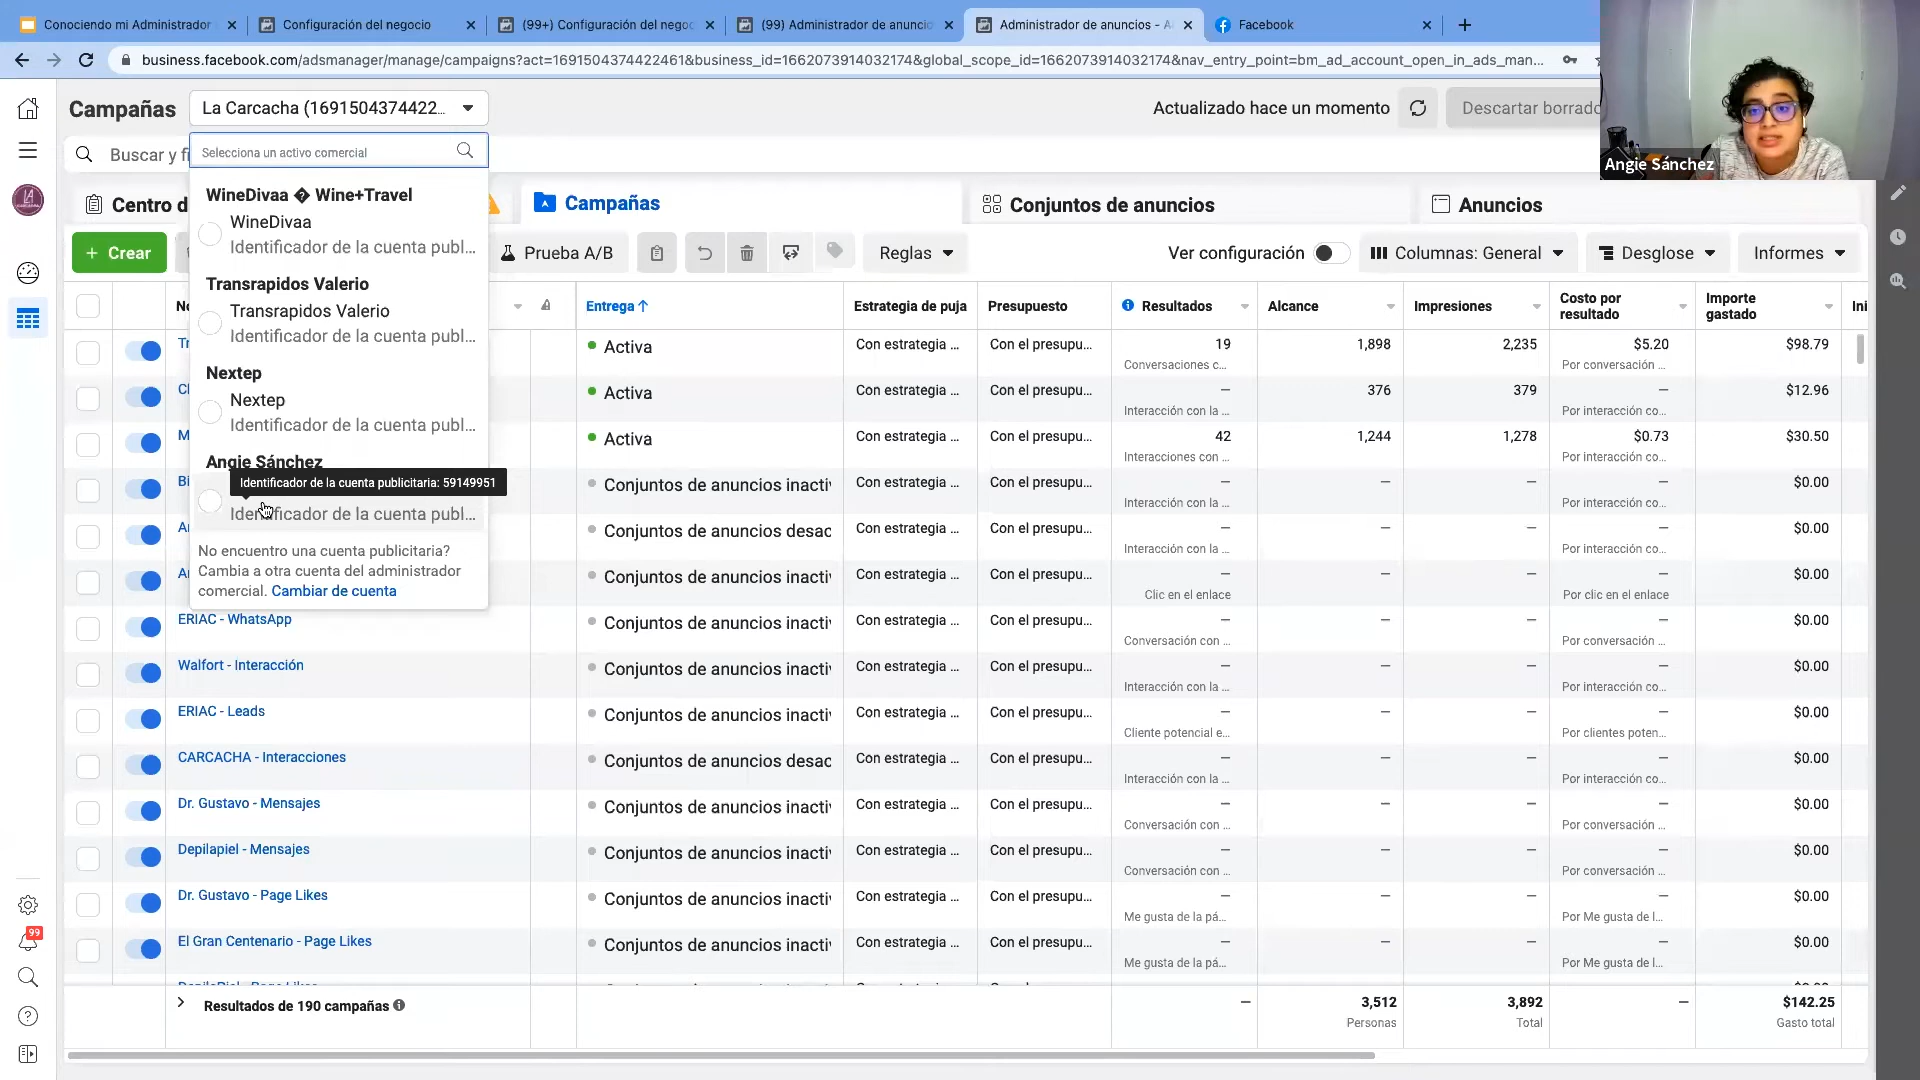 Conociendo mi Administrador
Configuración del negocio
(99+) Configuración del negoc
(99) Administrador de anuncio
Administrador de anuncios - A
Facebook
business.facebook.com/adsmanager/manage/campaigns?act=1691504374422461&business_id=1662073914032174&global_scope_id=1662073914032174&nav_entry_point=bm_ad_account_open_in_ads_man...
Campañas
La Carcacha (1691504374422...
Actualizado hace un momento
Descartar borrado
Angie Sánchez
Buscar y fi
Selecciona un activo comercial
WineDivaa � Wine+Travel
WineDivaa
Identificador de la cuenta publ...
Transrapidos Valerio
Transrapidos Valerio
Identificador de la cuenta publ...
Nextep
Nextep
Identificador de la cuenta publ...
Angie Sánchez
Identificador de la cuenta publicitaria: 59149951
Identificador de la cuenta publ...
No encuentro una cuenta publicitaria?
Cambia a otra cuenta del administrador
comercial. Cambiar de cuenta
Centro d
Campañas
Conjuntos de anuncios
Anuncios
+ Crear
Prueba A/B
Reglas
Ver configuración
Columnas: General
Desglose
Informes
Entrega ↑
Estrategia de puja
Presupuesto
Resultados
Alcance
Impresiones
Costo por
resultado
Importe
gastado
Ini
Tr
Activa
Con estrategia ...
Con el presupu...
19
1,898
2,235
$5.20
$98.79
Conversaciones c...
Por conversación ...
Activa
Con estrategia ...
Con el presupu...
—
376
379
—
$12.96
Interacción con la ...
Por interacción co...
M
Activa
Con estrategia ...
Con el presupu...
42
1,244
1,278
$0.73
$30.50
Interacciones con ...
Por interacción co...
Bi
Conjuntos de anuncios inacti
Con estrategia ...
Con el presupu...
—
—
—
—
$0.00
Interacción con la ...
Por interacción co...
Conjuntos de anuncios desac
Con estrategia ...
Con el presupu...
—
—
—
—
$0.00
Interacción con la ...
Por interacción co...
Conjuntos de anuncios inacti
Con estrategia ...
Con el presupu...
—
—
—
—
$0.00
Clic en el enlace
Por clic en el enlace
ERIAC - WhatsApp
Conjuntos de anuncios inacti
Con estrategia ...
Con el presupu...
—
—
—
—
$0.00
Conversación con ...
Por conversación ...
Walfort - Interacción
Conjuntos de anuncios inacti
Con estrategia ...
Con el presupu...
—
—
—
—
$0.00
Interacción con la ...
Por interacción co...
ERIAC - Leads
Conjuntos de anuncios inacti
Con estrategia ...
Con el presupu...
—
—
—
—
$0.00
Cliente potencial e...
Por clientes poten...
CARCACHA - Interacciones
Conjuntos de anuncios desac
Con estrategia ...
Con el presupu...
—
—
—
—
$0.00
Interacción con la ...
Por interacción co...
Dr. Gustavo - Mensajes
Conjuntos de anuncios inacti
Con estrategia ...
Con el presupu...
—
—
—
—
$0.00
Conversación con ...
Por conversación ...
Depilapiel - Mensajes
Conjuntos de anuncios inacti
Con estrategia ...
Con el presupu...
—
—
—
—
$0.00
Conversación con ...
Por conversación ...
Dr. Gustavo - Page Likes
Conjuntos de anuncios inacti
Con estrategia ...
Con el presupu...
—
—
—
—
$0.00
Me gusta de la pá...
Por Me gusta de l...
El Gran Centenario - Page Likes
Conjuntos de anuncios inacti
Con estrategia ...
Con el presupu...
—
—
—
—
$0.00
Me gusta de la pá...
Por Me gusta de l...
99
Resultados de 190 campañas
—
3,512
3,892
—
$142.25
Personas
Total
Gasto total